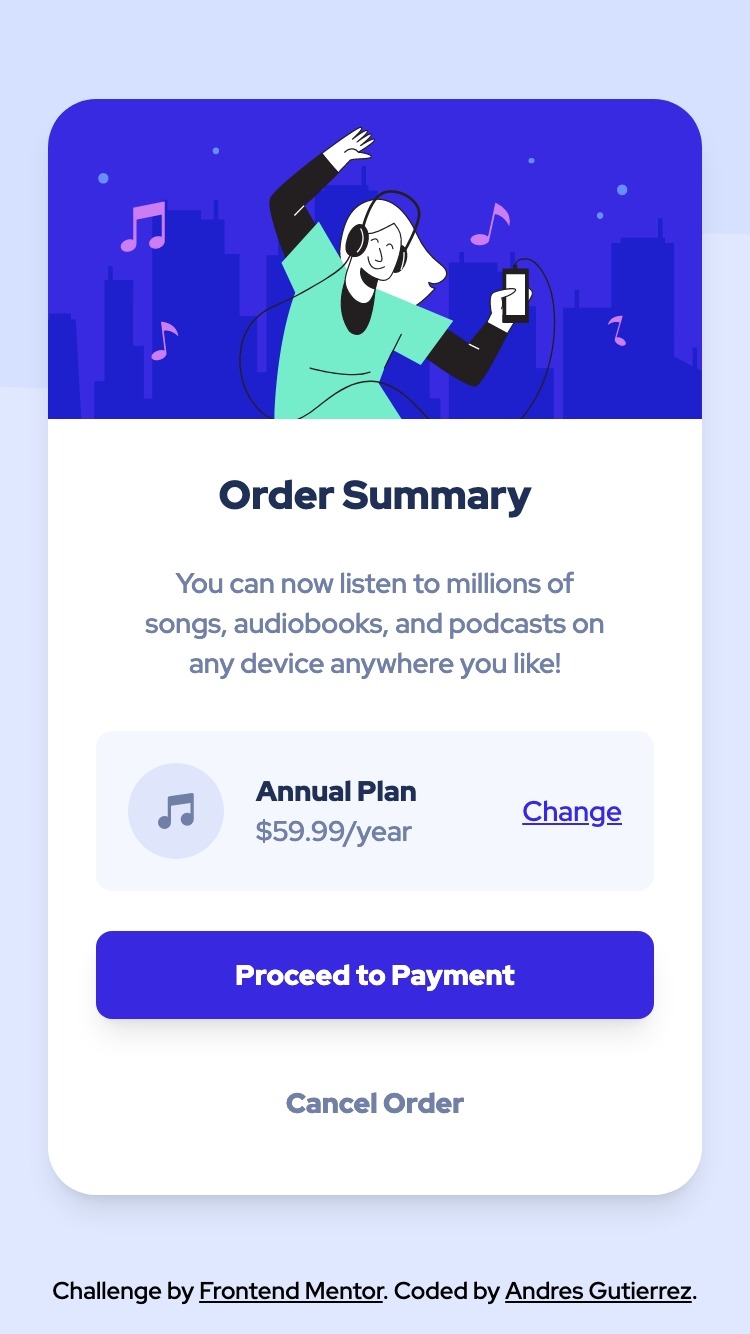 Order Summary
You can now listen to millions of
songs, audiobooks, and podcasts on
any device anywhere you like!
Annual Plan
$59.99/year
Change
Proceed to Payment
Cancel Order
Challenge by Frontend Mentor. Coded by Andres Gutierrez.